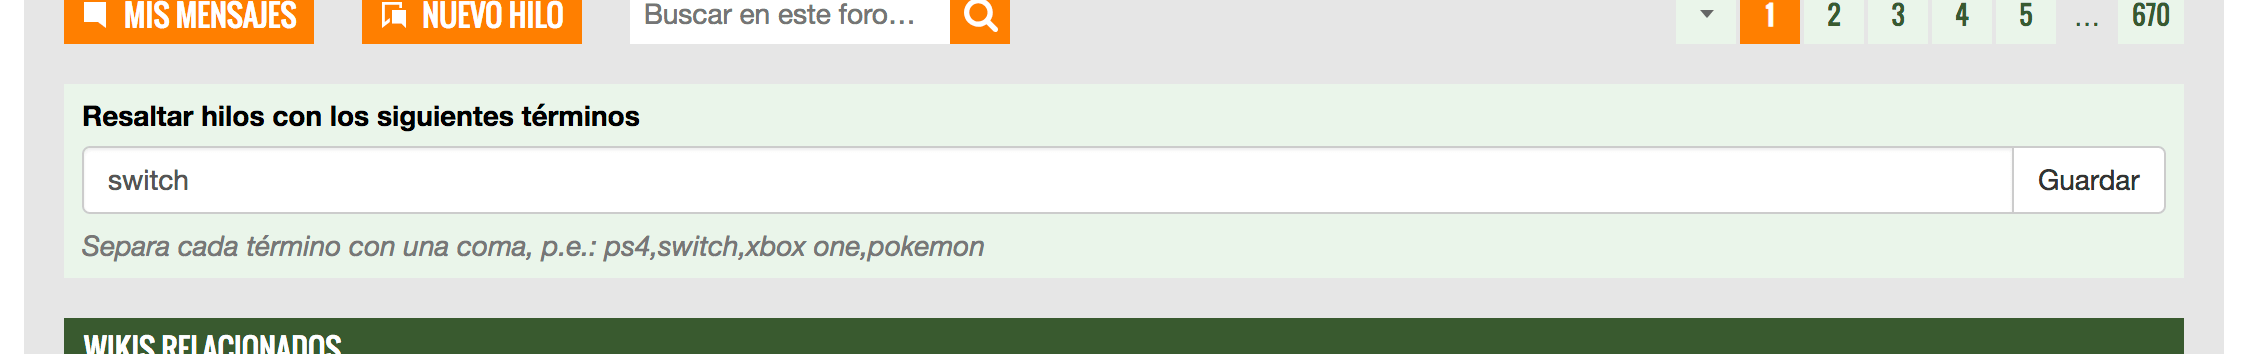 MIS MENSAJES NUEVO HILO Buscar en este foro... 1 2 3 4 5 ... 670
Resaltar hilos con los siguientes términos
switch Guardar
Separa cada término con una coma, p.e.: ps4,switch,xbox one,pokemon
WIKIS RELACIONADOS